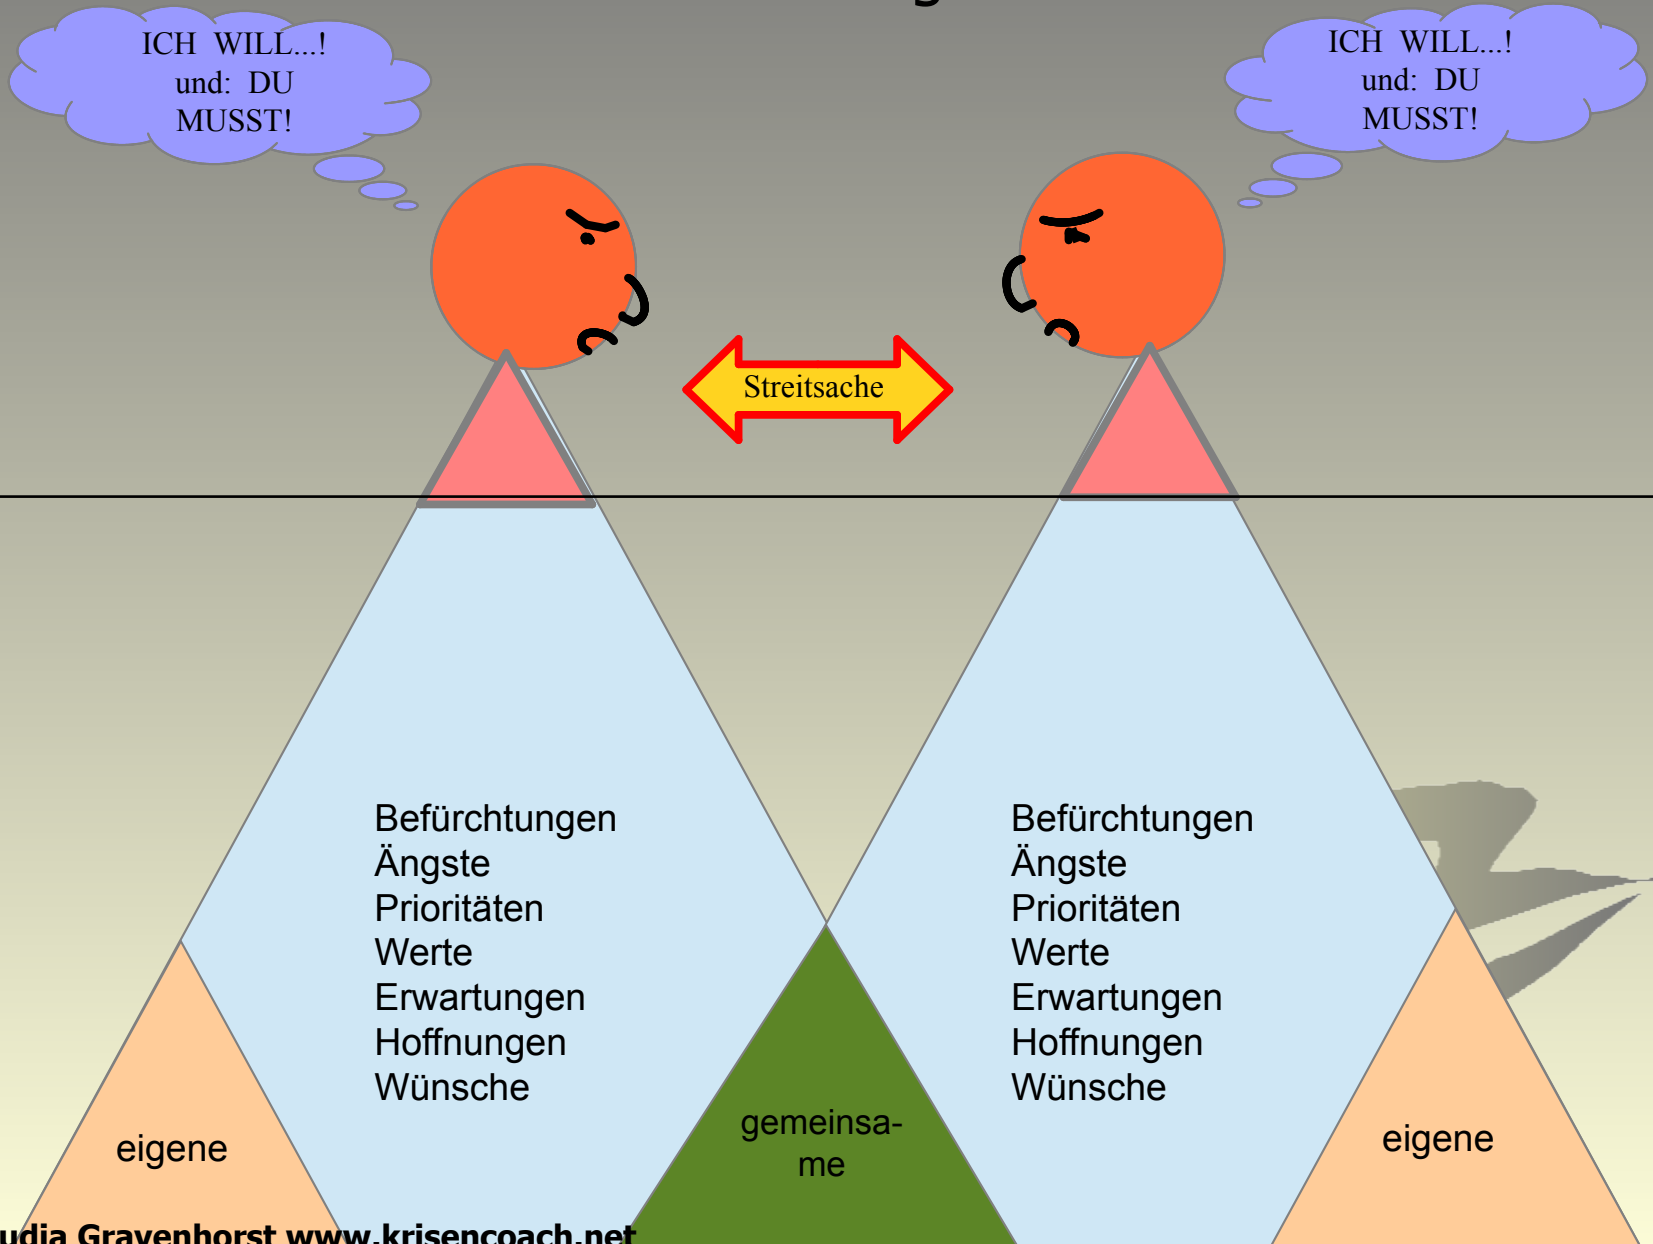 ICH WILL...!
und: DU
MUSST!
ICH WILL...!
und: DU
MUSST!
Streitsache
Befürchtungen
Ängste
Prioritäten
Werte
Erwartungen
Hoffnungen
Wünsche
Befürchtungen
Ängste
Prioritäten
Werte
Erwartungen
Hoffnungen
Wünsche
eigene
gemeinsa-
me
eigene
udia Gravenhorst www.krisencoach.net